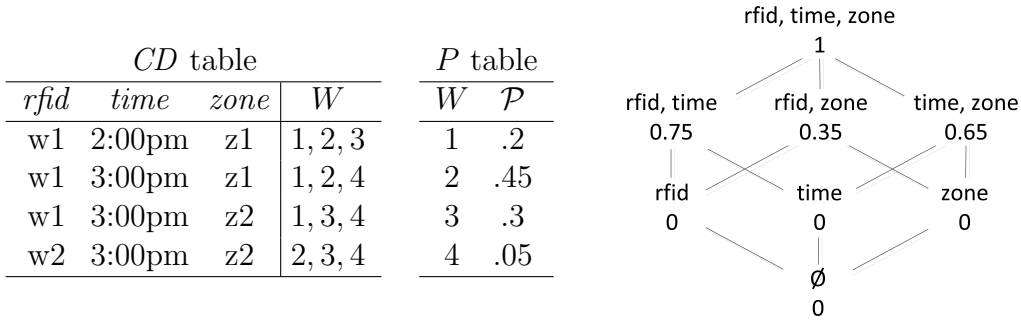 CD table
rfid time zone W
w1 2:00pm z1 1, 2, 3
w1 3:00pm z1 1, 2, 4
w1 3:00pm z2 1, 3, 4
w2 3:00pm z2 2, 3, 4
P table
W 𝒫
1 .2
2 .45
3 .3
4 .05
rfid, time, zone
1
rfid, time rfid, zone time, zone
0.75 0.35 0.65
rfid time zone
0 0 0
Ø
0